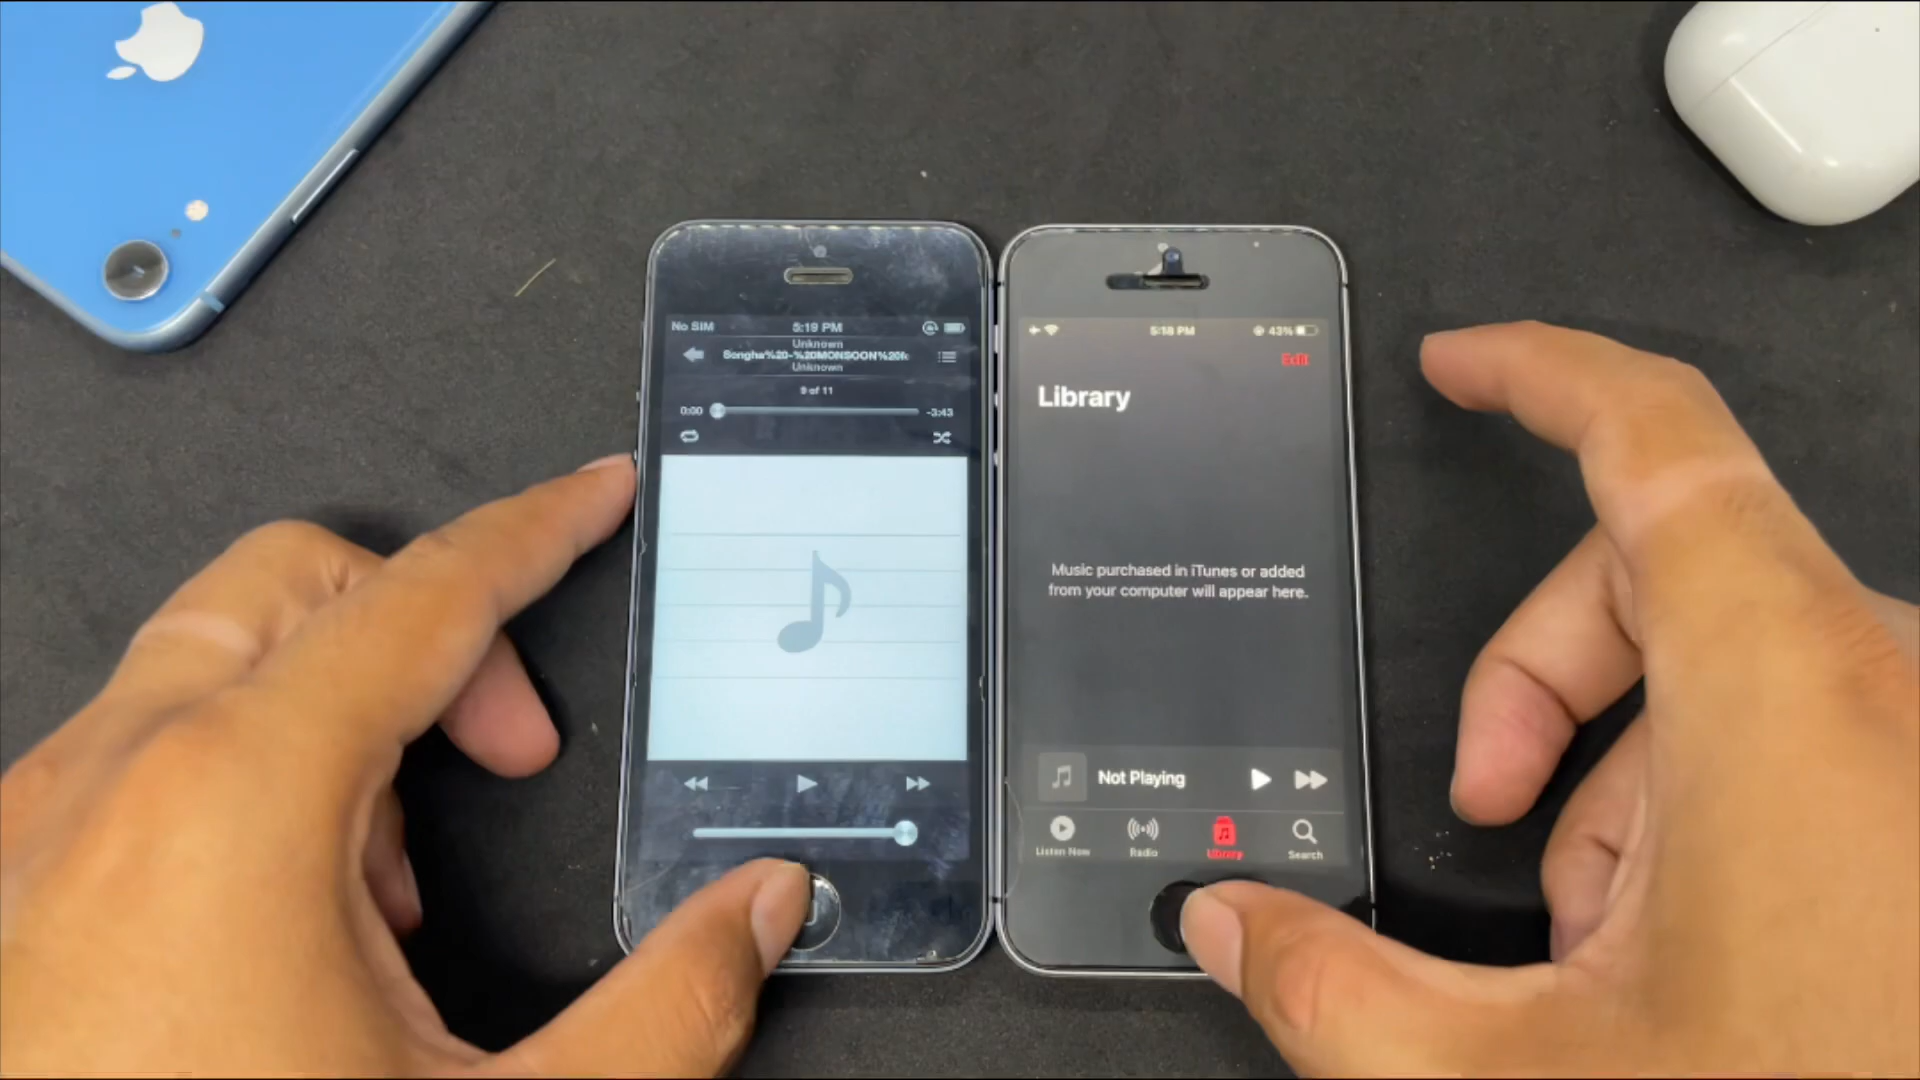 No SIM
5:19 PM
Unknown
Songha%20-%20MONSOON%20f
Unknown
9 of 11
0:00
-3:43
5:18 PM
43%
Edit
Library
Music purchased in iTunes or added
from your computer will appear here.
Not Playing
Listen Now
Radio
Library
Search